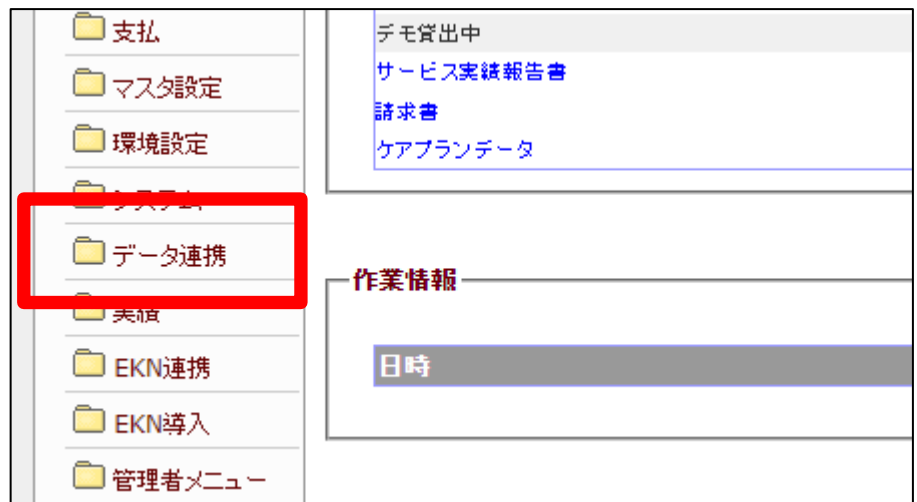 支払
マスタ設定
環境設定
データ連携
EKN連携
EKN導入
管理者メニュー
デモ貸出中
サービス実績報告書
請求書
ケアプランデータ
作業情報
日時